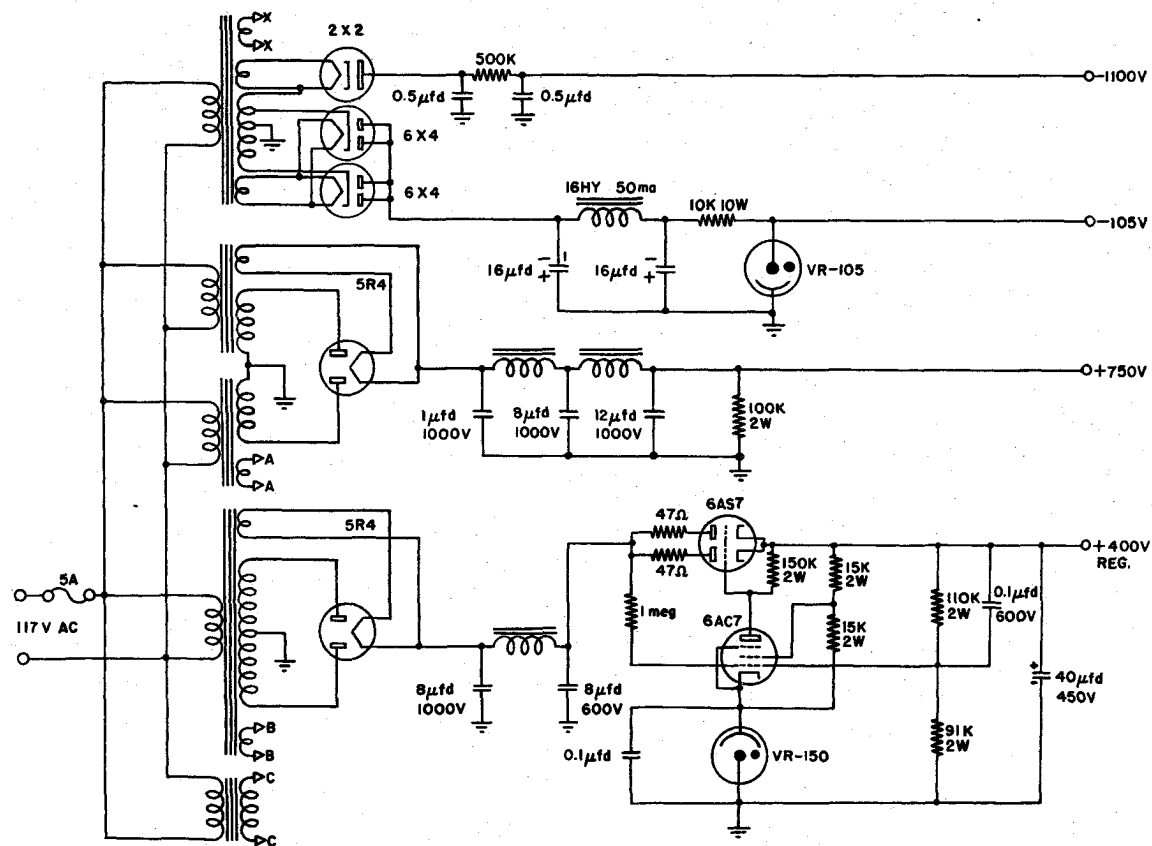 X
X
2X2
500K
0.5µfd
0.5µfd
-1100V
6X4
6X4
16HY 50ma
10K 10W
-105V
16µfd
- +
16µfd
- +
VR-105
5R4
+750V
1µfd
1000V
8µfd
1000V
12µfd
1000V
100K
2W
A
A
5R4
6AS7
47Ω
47Ω
150K
2W
15K
2W
+400V
REG.
5A
117V AC
1 meg
6AC7
15K
2W
110K
2W
0.1µfd
600V
8µfd
1000V
8µfd
600V
+
-
40µfd
450V
B
B
0.1µfd
VR-150
91K
2W
C
C